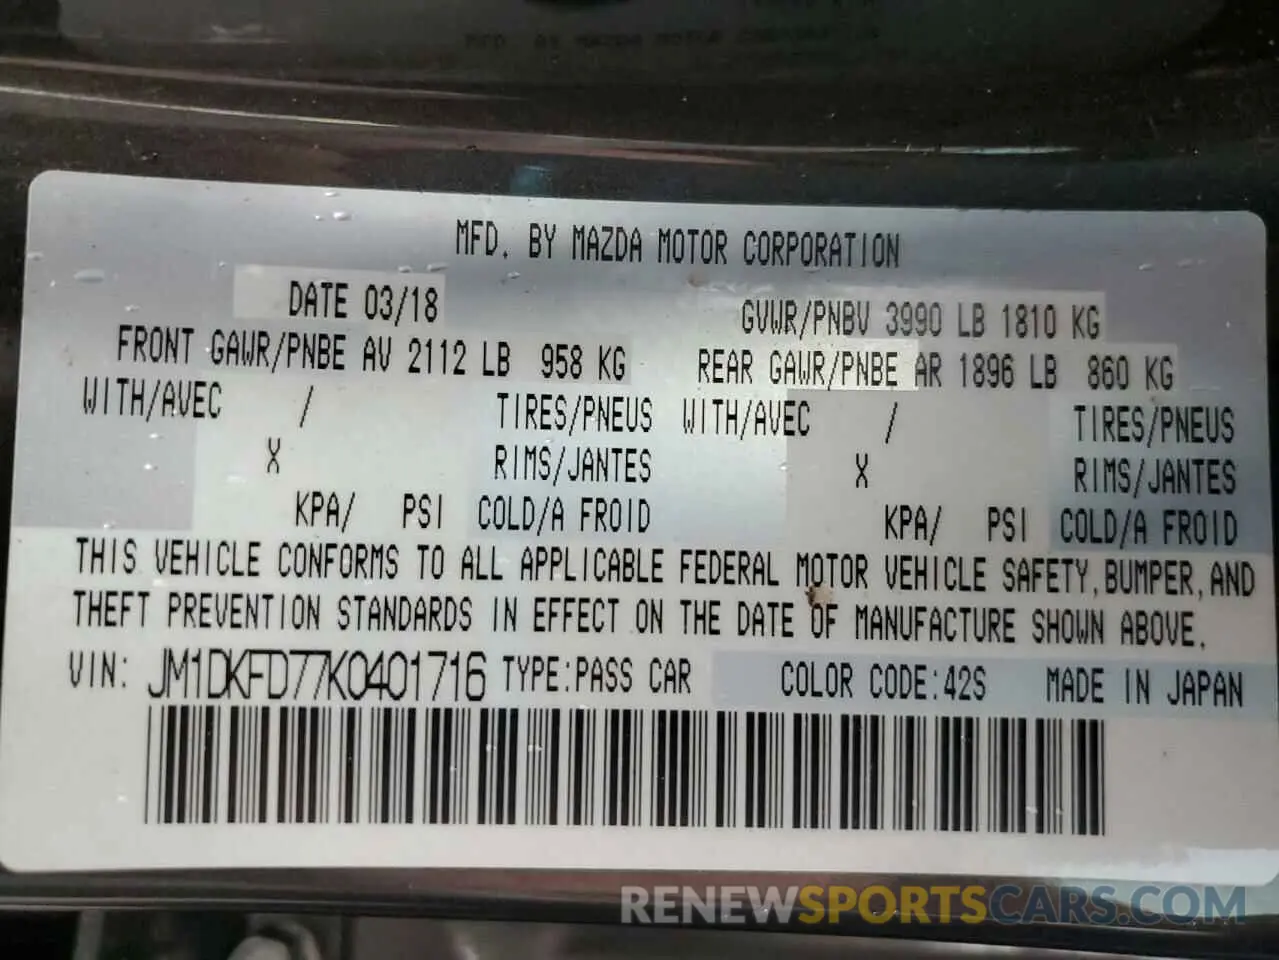 MFD. BY MAZDA MOTOR CORPORATION
DATE 03/18 GVWR/PNBV 3990 LB 1810 KG
FRONT GAWR/PNBE AV 2112 LB 958 KG REAR GAWR/PNBE AR 1896 LB 860 KG
WITH/AVEC / TIRES/PNEUS WITH/AVEC / TIRES/PNEUS
X RIMS/JANTES X RIMS/JANTES
KPA/ PSI COLD/A FROID KPA/ PSI COLD/A FROID
THIS VEHICLE CONFORMS TO ALL APPLICABLE FEDERAL MOTOR VEHICLE SAFETY, BUMPER, AND
THEFT PREVENTION STANDARDS IN EFFECT ON THE DATE OF MANUFACTURE SHOWN ABOVE.
VIN: JM1DKFD77K0401716 TYPE:PASS CAR COLOR CODE:42S MADE IN JAPAN
RENEWSPORTSCARS.COM